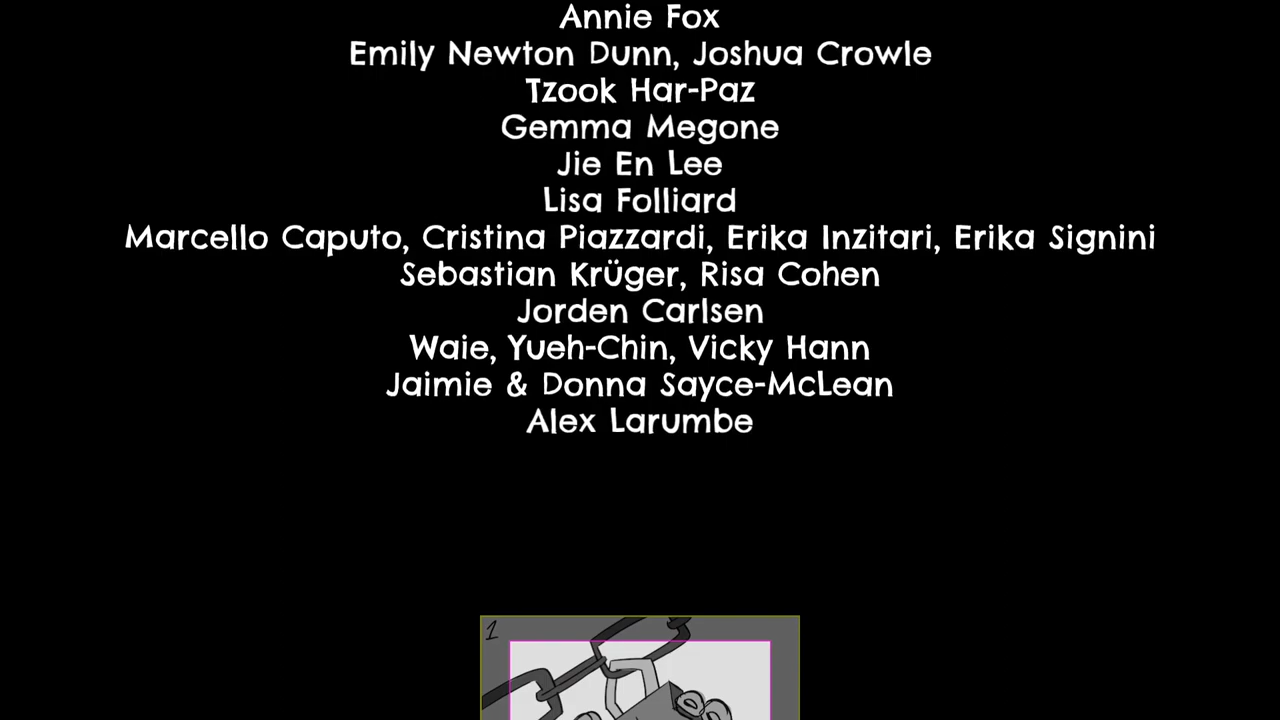 Annie Fox
Emily Newton Dunn, Joshua Crowle
Tzook Har-Paz
Gemma Megone
Jie En Lee
Lisa Folliard
Marcello Caputo, Cristina Piazzardi, Erika Inzitari, Erika Signini
Sebastian Krüger, Risa Cohen
Jorden Carlsen
Waie, Yueh-Chin, Vicky Hann
Jaimie & Donna Sayce-McLean
Alex Larumbe
1